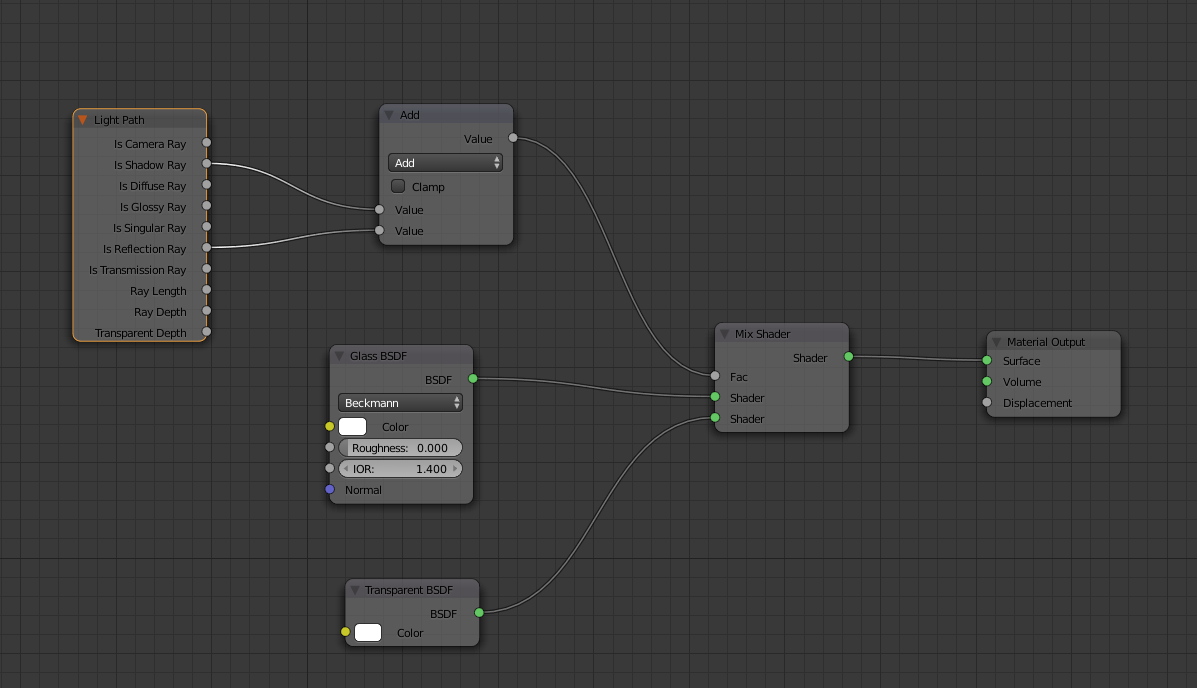 Light Path
Is Camera Ray
Is Shadow Ray
Is Diffuse Ray
Is Glossy Ray
Is Singular Ray
Is Reflection Ray
Is Transmission Ray
Ray Length
Ray Depth
Transparent Depth
Add
Value
Add
Clamp
Value
Value
Glass BSDF
BSDF
Beckmann
Color
Roughness: 0.000
IOR: 1.400
Normal
Transparent BSDF
BSDF
Color
Mix Shader
Shader
Fac
Shader
Shader
Material Output
Surface
Volume
Displacement